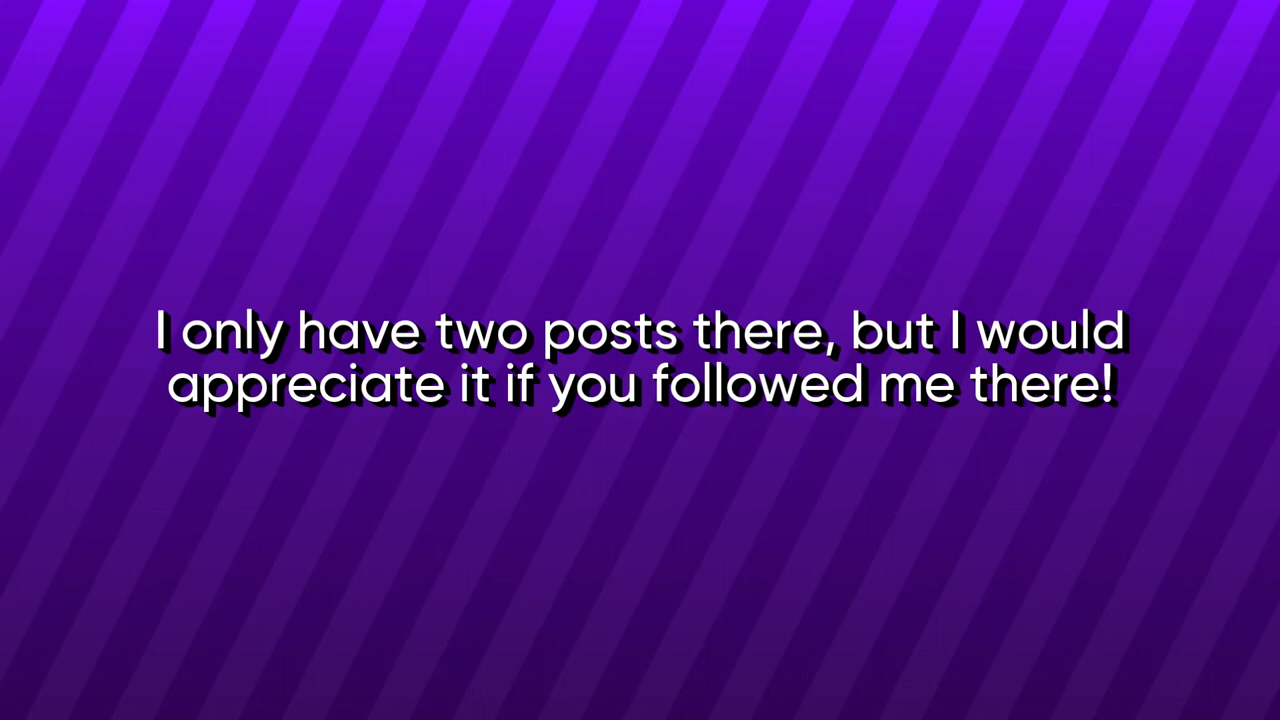 I only have two posts there, but I would
appreciate it if you followed me there!